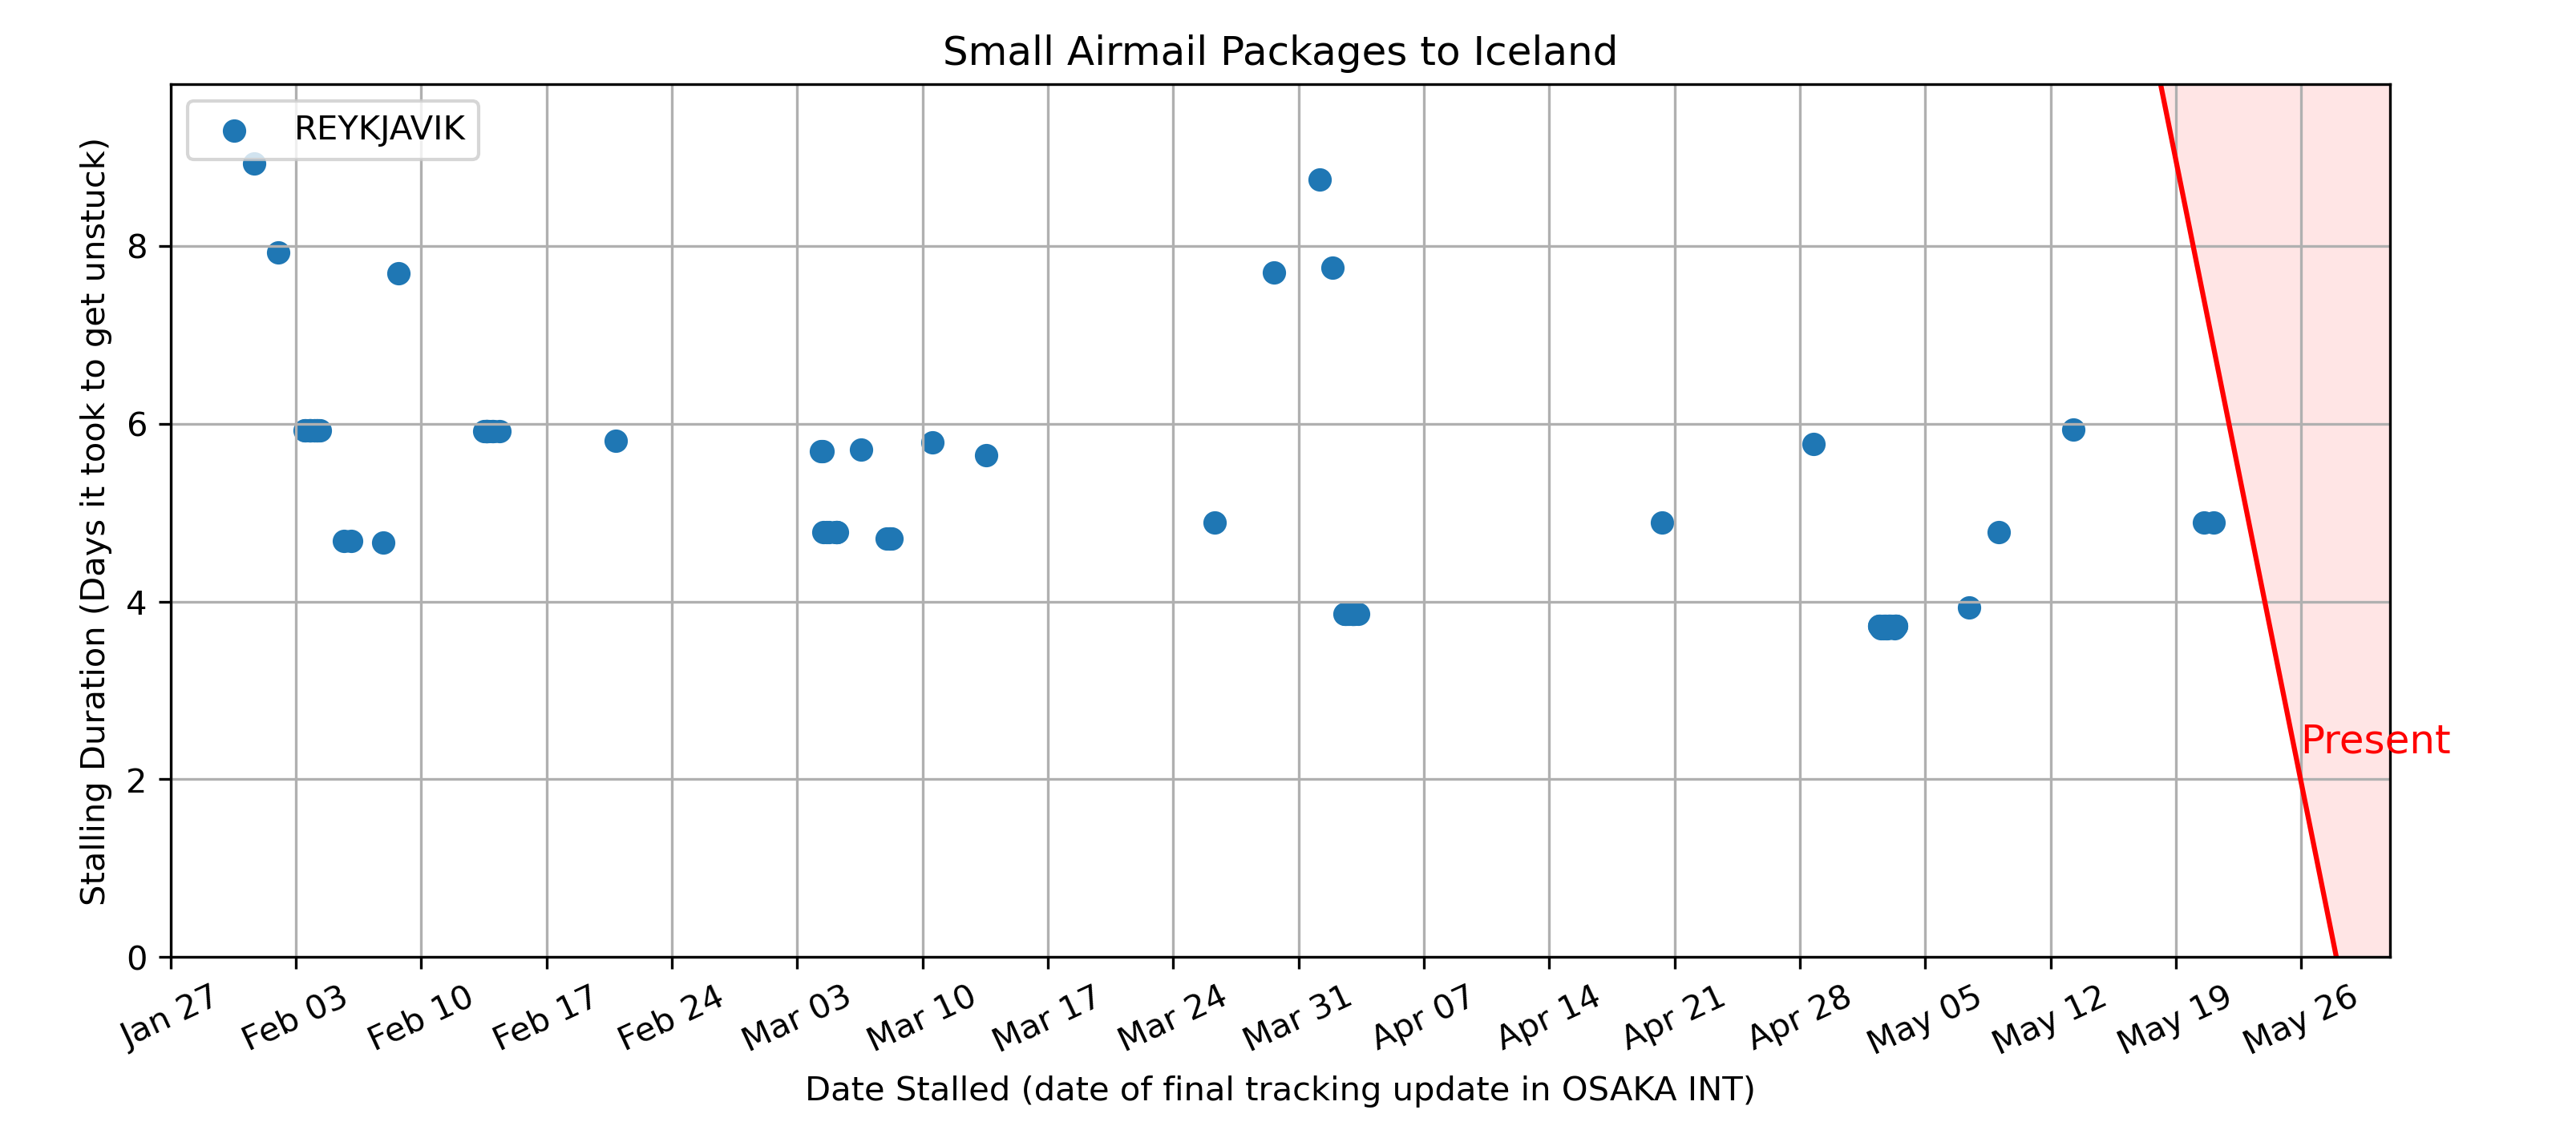 Small Airmail Packages to Iceland
REYKJAVIK
Stalling Duration (Days it took to get unstuck)
8
6
4
2
0
Present
Jan 27
Feb 03
Feb 10
Feb 17
Feb 24
Mar 03
Mar 10
Mar 17
Mar 24
Mar 31
Apr 07
Apr 14
Apr 21
Apr 28
May 05
May 12
May 19
May 26
Date Stalled (date of final tracking update in OSAKA INT)